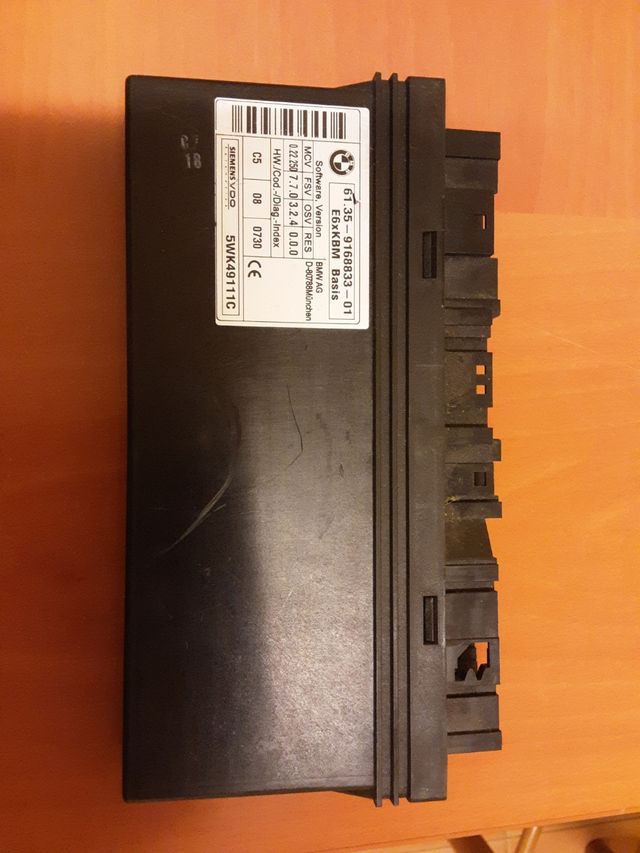 BMW
61.35-9168833-01
E6xKBM Basis
Software, Version
MCV FSV OSV RES
0.22.250 7.7.0 3.2.4 0.0.0
HW./Cod.-/Diag.-Index
C5 08 0730
BMW AG
D-80788München
CE
SIEMENS VDO
5WK49111C